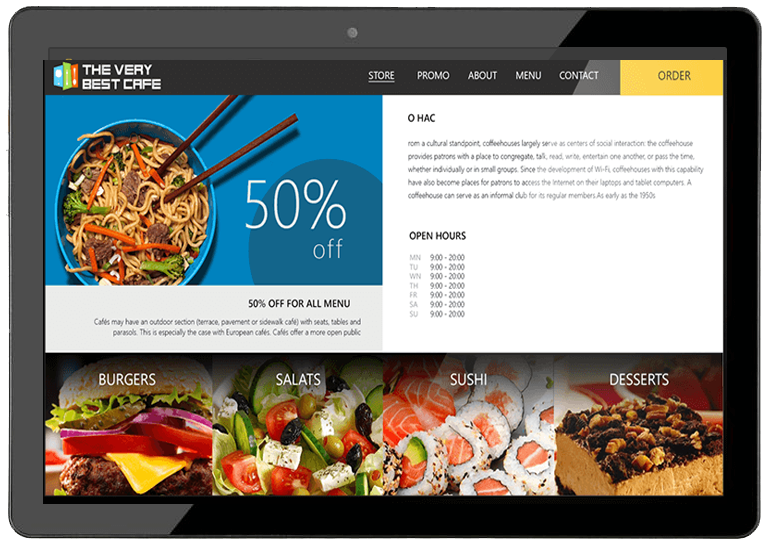 THE VERY
BEST CAFE
STORE PROMO ABOUT MENU CONTACT ORDER
50%
off
50% OFF FOR ALL MENU
Cafés may have an outdoor section (terrace, pavement or sidewalk café) with seats, tables and
parasols. This is especially the case with European cafés. Cafés offer a more open public
O HAC
rom a cultural standpoint, coffeehouses largely serve as centers of social interaction: the coffeehouse
provides patrons with a place to congregate, talk, read, write, entertain one another, or pass the time,
whether individually or in small groups. Since the development of Wi-Fi, coffeehouses with this capability
have also become places for patrons to access the Internet on their laptops and tablet computers. A
coffeehouse can serve as an informal club for its regular members.As early as the 1950s
OPEN HOURS
MN 9:00 - 20:00
TU 9:00 - 20:00
WN 9:00 - 20:00
TH 9:00 - 20:00
FR 9:00 - 20:00
SA 9:00 - 20:00
SU 9:00 - 20:00
BURGERS SALATS SUSHI DESSERTS